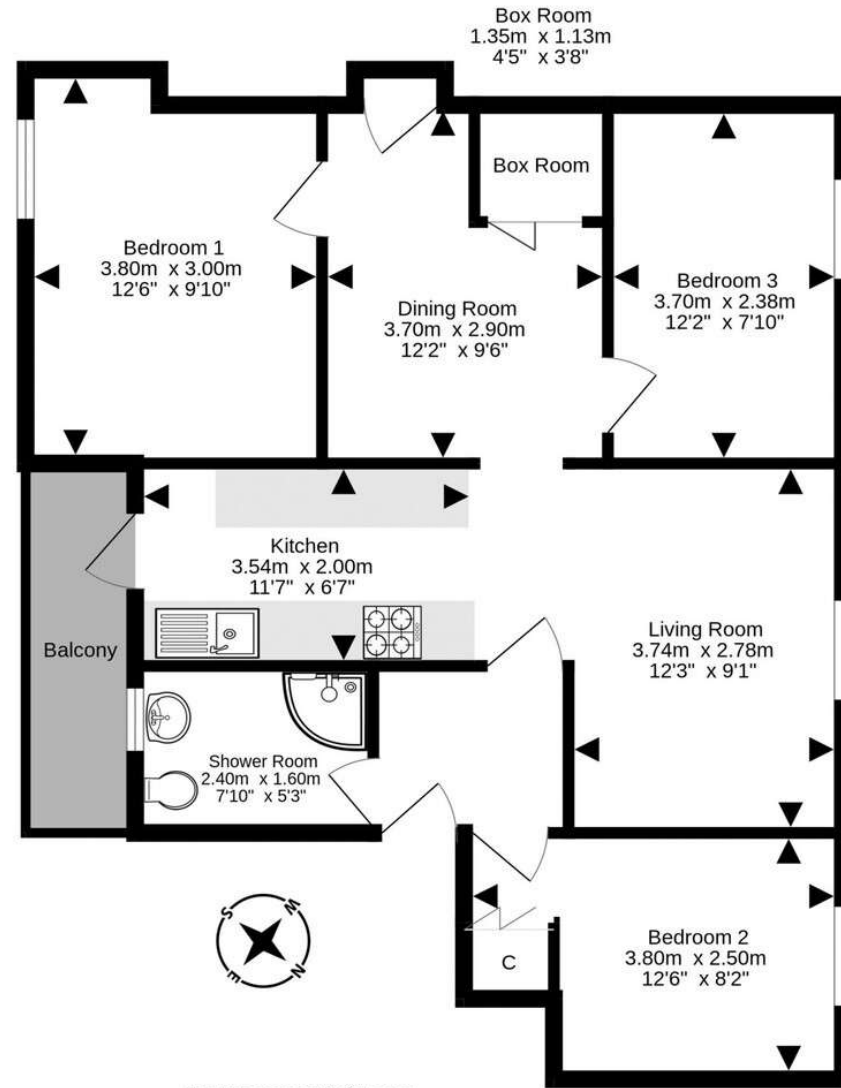 Box Room
1.35m x 1.13m
4'5" x 3'8"
Box Room
Bedroom 1
3.80m x 3.00m
12'6" x 9'10"
Dining Room
3.70m x 2.90m
12'2" x 9'6"
Bedroom 3
3.70m x 2.38m
12'2" x 7'10"
Kitchen
3.54m x 2.00m
11'7" x 6'7"
Balcony
Living Room
3.74m x 2.78m
12'3" x 9'1"
Shower Room
2.40m x 1.60m
7'10" x 5'3"
Bedroom 2
3.80m x 2.50m
12'6" x 8'2"
C
S
W
E
N